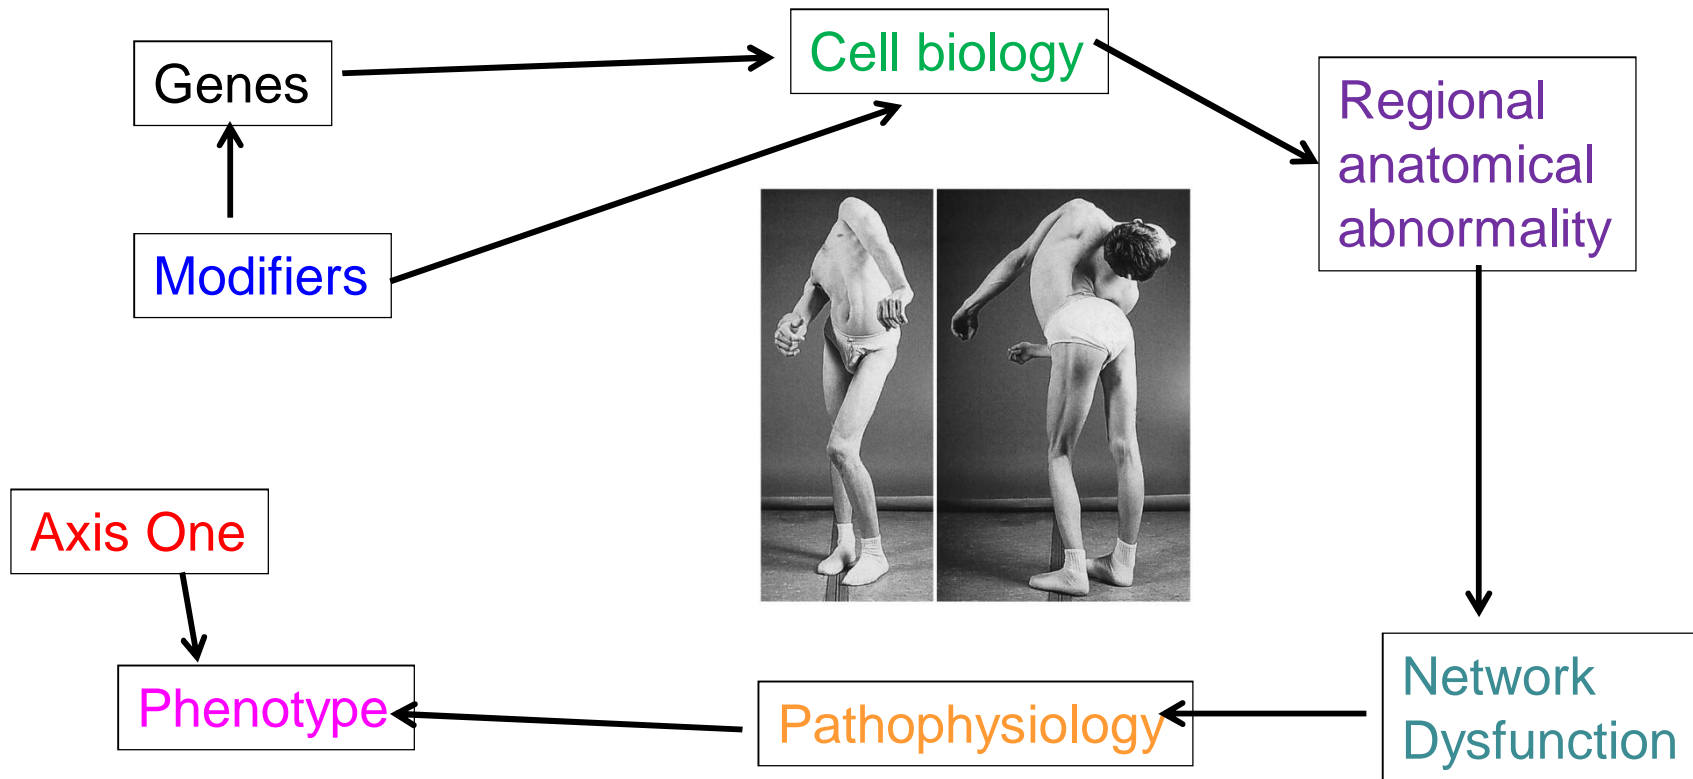 Genes
Cell biology
Regional
anatomical
abnormality
Modifiers
Axis One
Phenotype
Pathophysiology
Network
Dysfunction